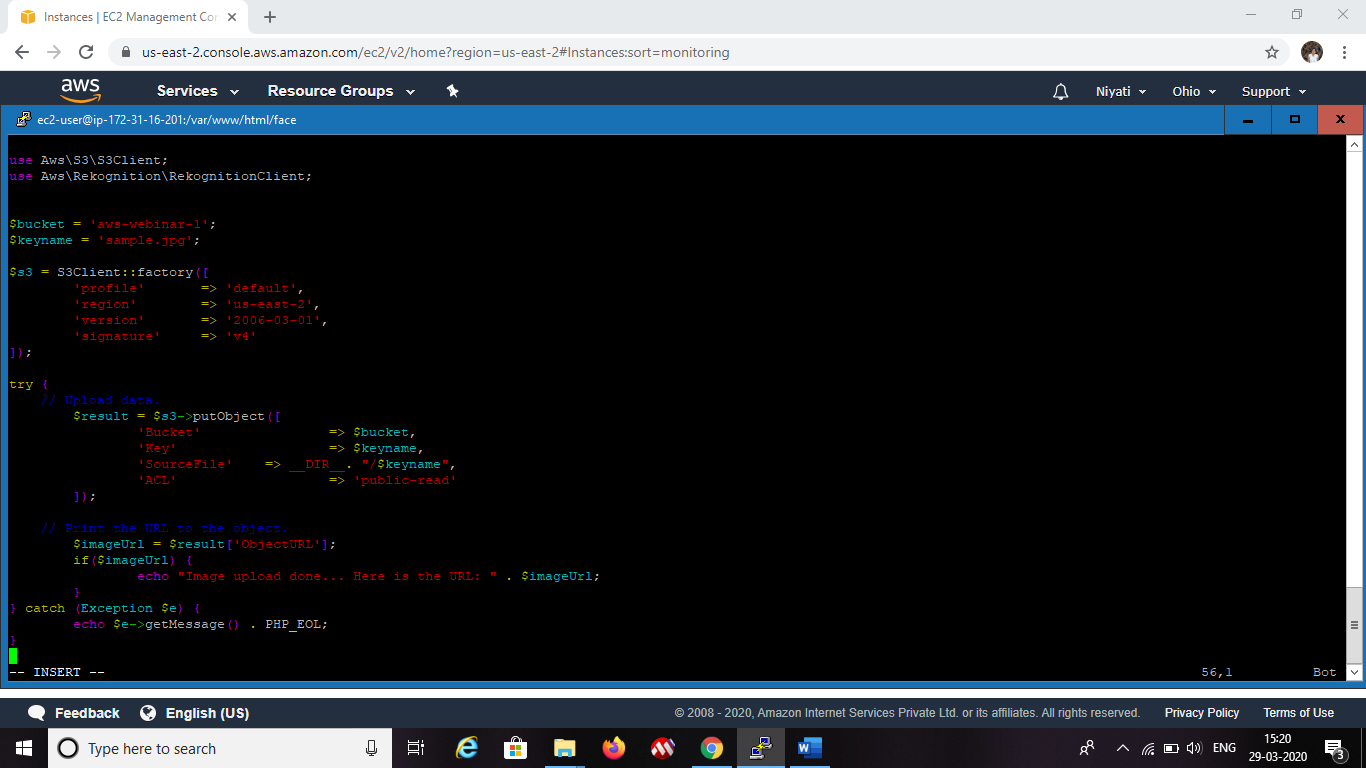 Instances | EC2 Management Con
us-east-2.console.aws.amazon.com/ec2/v2/home?region=us-east-2#Instances:sort=monitoring
aws Services Resource Groups Niyati Ohio Support
ec2-user@ip-172-31-16-201:/var/www/html/face
use Aws\S3\S3Client;
use Aws\Rekognition\RekognitionClient;
$bucket = 'aws-webinar-1';
$keyname = 'sample.jpg';
$s3 = S3Client::factory([
'profile' => 'default',
'region' => 'us-east-2',
'version' => '2006-03-01',
'signature' => 'v4'
]);
try {
// Upload data.
$result = $s3->putObject([
'Bucket' => $bucket,
'Key' => $keyname,
'SourceFile' => __DIR__. "/$keyname",
'ACL' => 'public-read'
]);
// Print the URL to the object.
$imageUrl = $result['ObjectURL'];
if($imageUrl) {
echo "Image upload done... Here is the URL: " . $imageUrl;
}
} catch (Exception $e) {
echo $e->getMessage() . PHP_EOL;
}
-- INSERT -- 56,1 Bot
Feedback English (US) © 2008 - 2020, Amazon Internet Services Private Ltd. or its affiliates. All rights reserved. Privacy Policy Terms of Use
Type here to search ENG 15:20
29-03-2020 3